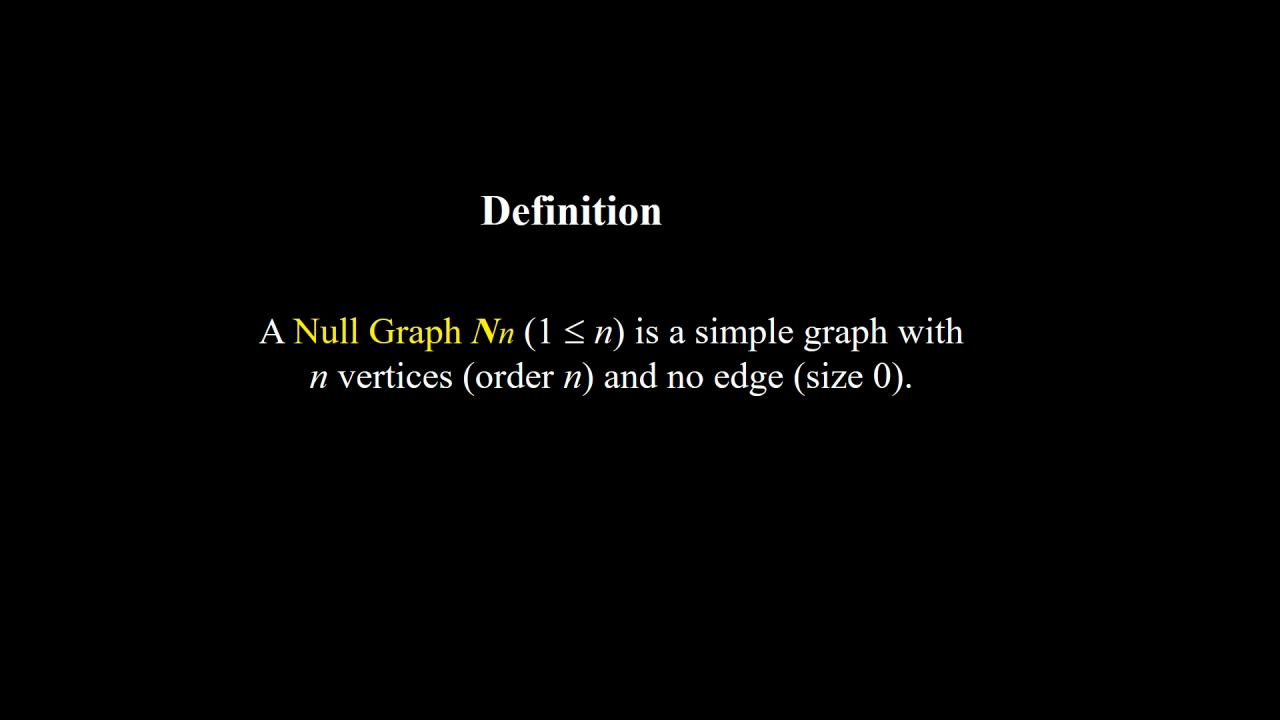 Definition
A Null Graph Nn (1 ≤ n) is a simple graph with
n vertices (order n) and no edge (size 0).